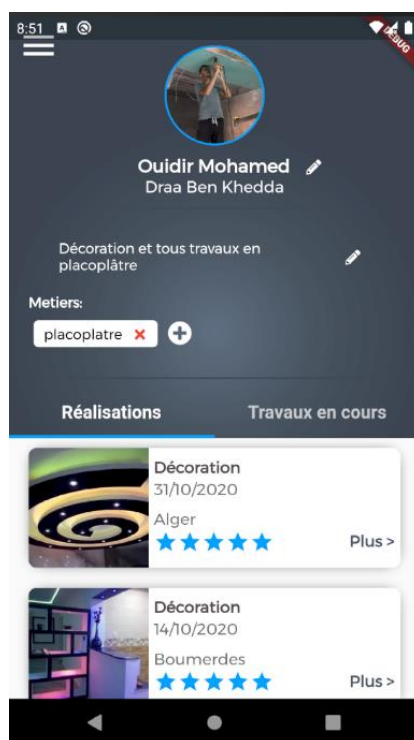 8:51
DEBUG
Ouidir Mohamed
Draa Ben Khedda
Décoration et tous travaux en
placoplâtre
Metiers:
placoplatre
Réalisations
Travaux en cours
Décoration
31/10/2020
Alger
Plus >
Décoration
14/10/2020
Boumerdes
Plus >